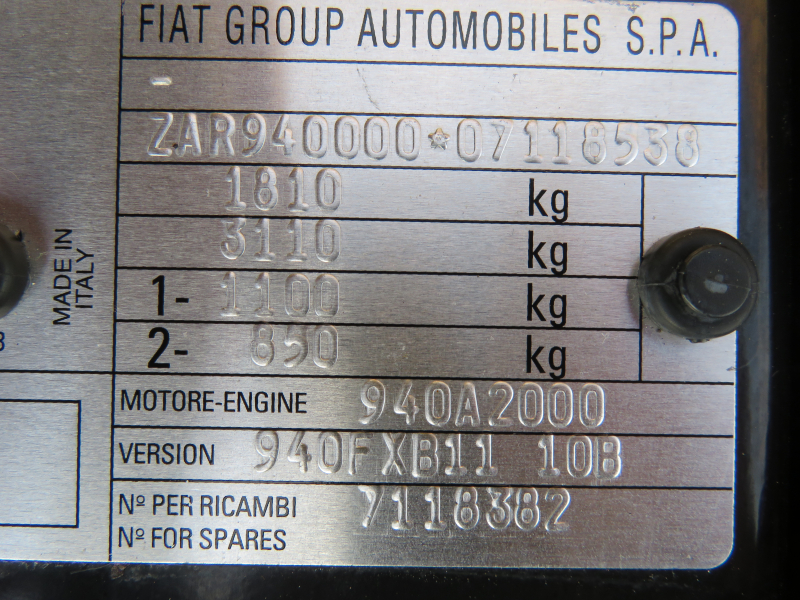 FIAT GROUP AUTOMOBILES S.P.A.
-
ZAR940000*07118538
1810 kg
3110 kg
1- 1100 kg
2- 850 kg
MADE IN
ITALY
MOTORE-ENGINE 940A2000
VERSION 940FXB11 10B
Nº PER RICAMBI 7118382
Nº FOR SPARES